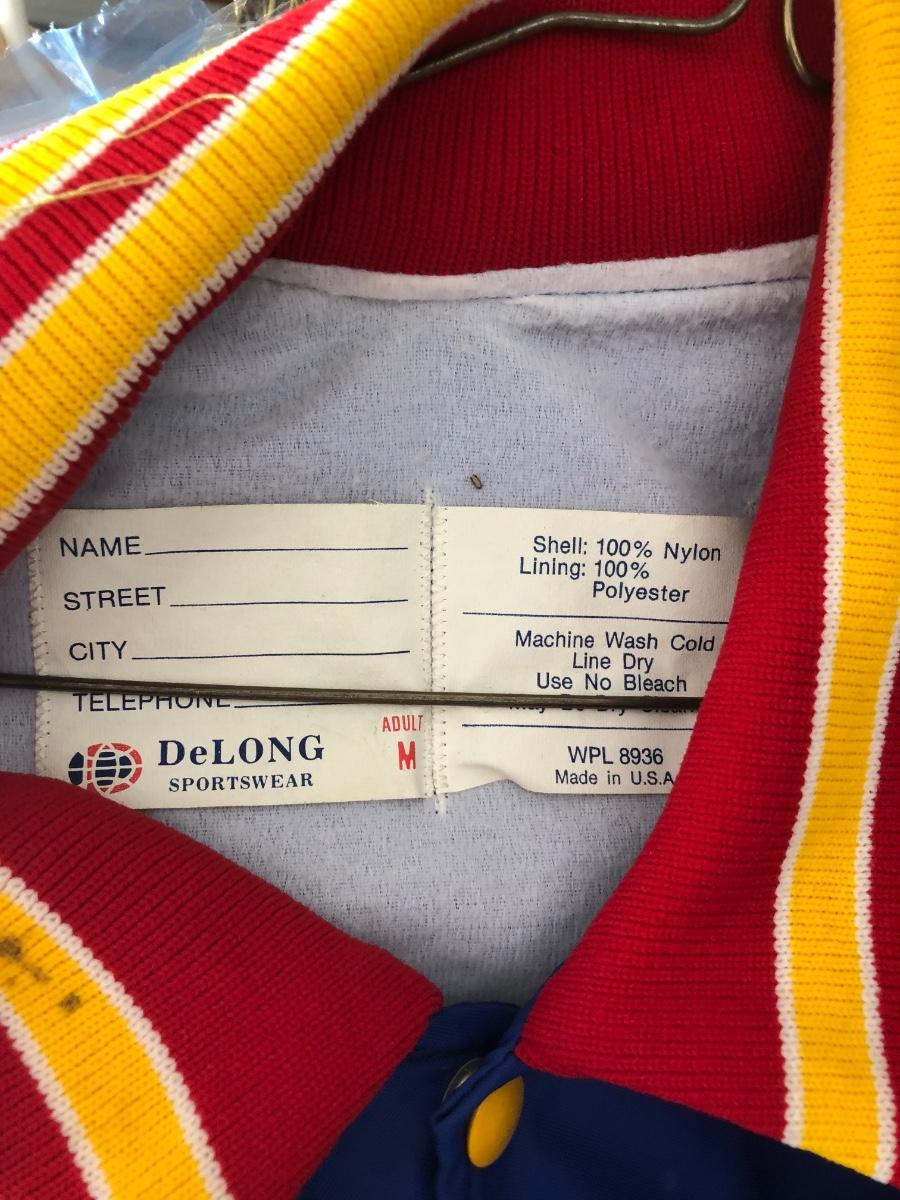 NAME
STREET
CITY
TELEPHONE
ADULT
M
DeLONG
SPORTSWEAR
Shell: 100% Nylon
Lining: 100%
Polyester
Machine Wash Cold
Line Dry
Use No Bleach
WPL 8936
Made in U.S.A